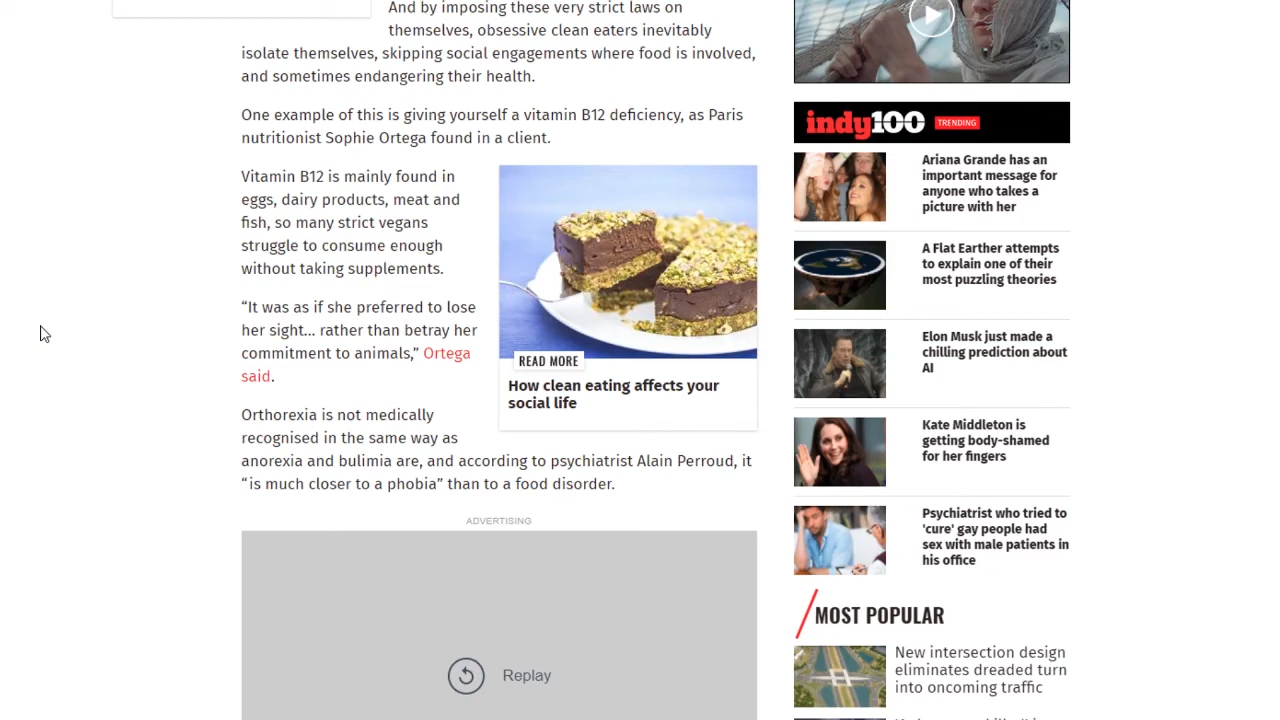 And by imposing these very strict laws on
themselves, obsessive clean eaters inevitably
isolate themselves, skipping social engagements where food is involved,
and sometimes endangering their health.
One example of this is giving yourself a vitamin B12 deficiency, as Paris
nutritionist Sophie Ortega found in a client.
Vitamin B12 is mainly found in
eggs, dairy products, meat and
fish, so many strict vegans
struggle to consume enough
without taking supplements.
“It was as if she preferred to lose
her sight... rather than betray her
commitment to animals,” Ortega
said.
READ MORE
How clean eating affects your
social life
Orthorexia is not medically
recognised in the same way as
anorexia and bulimia are, and according to psychiatrist Alain Perroud, it
“is much closer to a phobia” than to a food disorder.
ADVERTISING
Replay
indy100 TRENDING
Ariana Grande has an
important message for
anyone who takes a
picture with her
A Flat Earther attempts
to explain one of their
most puzzling theories
Elon Musk just made a
chilling prediction about
AI
Kate Middleton is
getting body-shamed
for her fingers
Psychiatrist who tried to
'cure' gay people had
sex with male patients in
his office
MOST POPULAR
New intersection design
eliminates dreaded turn
into oncoming traffic